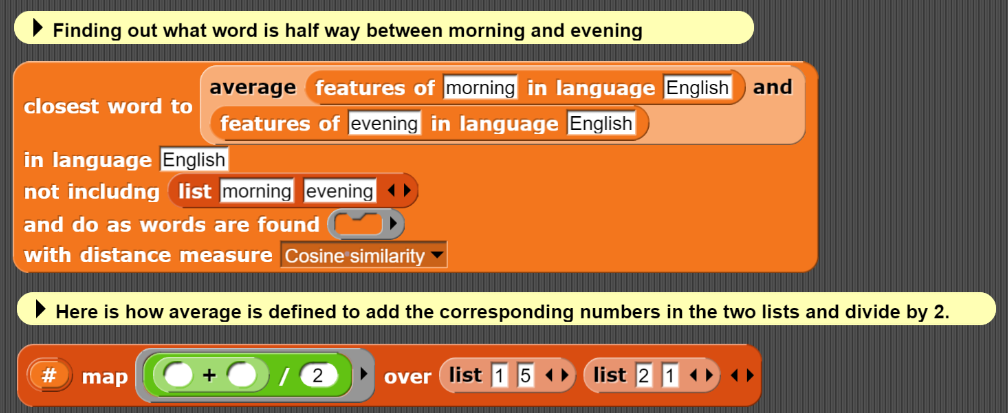 Finding out what word is half way between morning and evening
average features of morning in language English and
closest word to
features of evening in language English
in language English
not includng list morning evening
and do as words are found
with distance measure Cosine similarity
Here is how average is defined to add the corresponding numbers in the two lists and divide by 2.
# map + / 2 over list 1 5 list 2 1